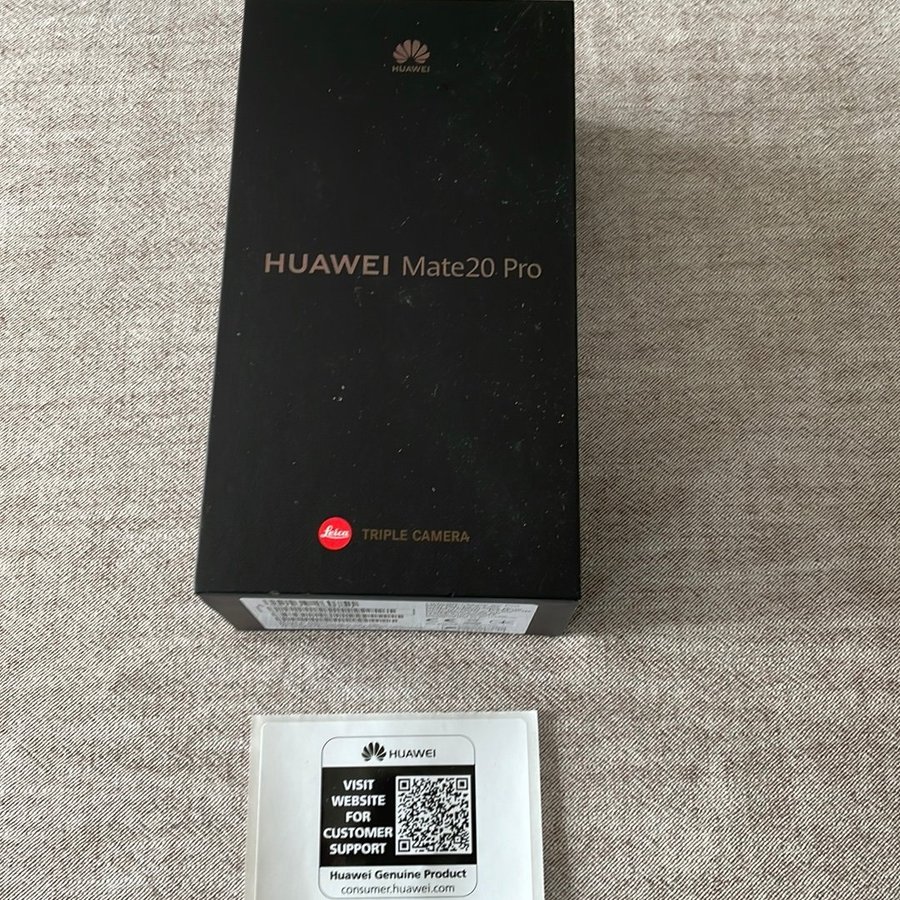 HUAWEI
HUAWEI Mate20 Pro
Leica TRIPLE CAMERA
HUAWEI
VISIT
WEBSITE
FOR
CUSTOMER
SUPPORT
Huawei Genuine Product
consumer.huawei.com